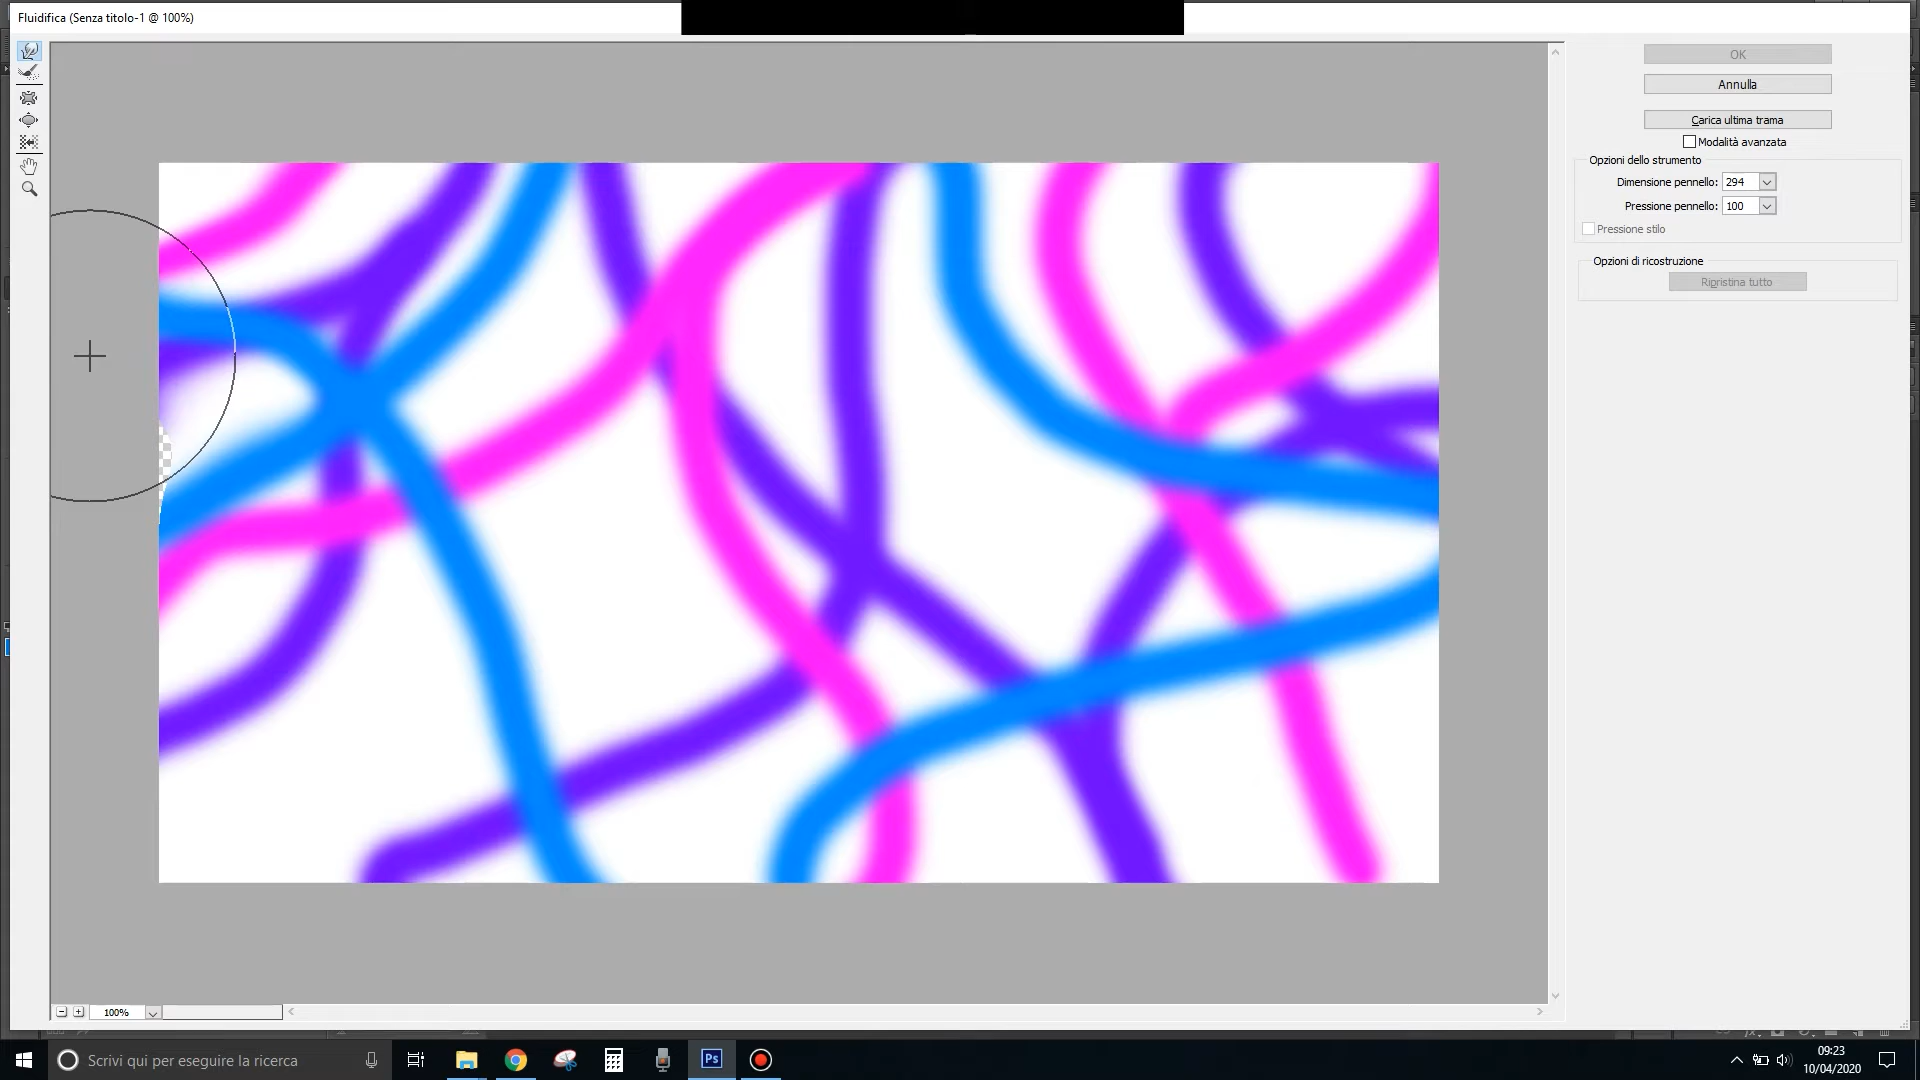 Fluidifica (Senza titolo-1 @ 100%)
OK
Annulla
Carica ultima trama
Modalità avanzata
Opzioni dello strumento
Dimensione pennello: 294
Pressione pennello: 100
Pressione stilo
Opzioni di ricostruzione
Ripristina tutto
100%
Scrivi qui per eseguire la ricerca
Ps
09:23
10/04/2020